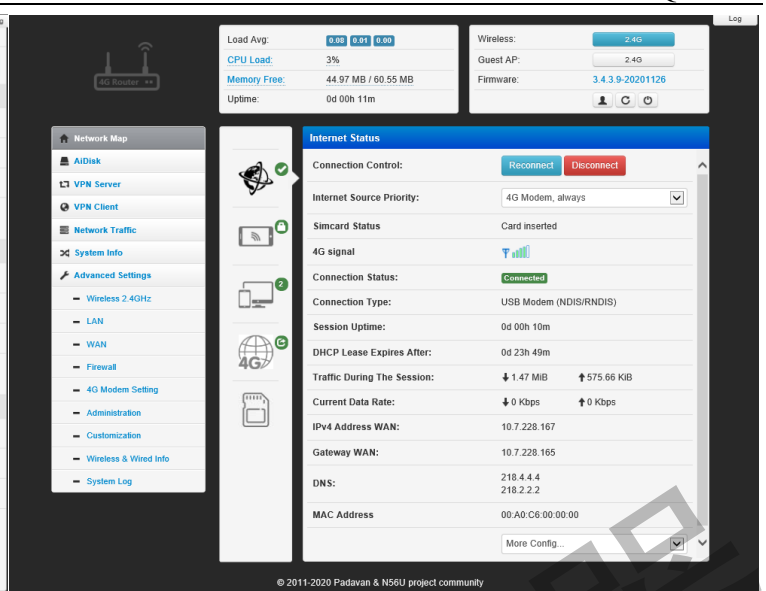 Log
4G Router
Load Avg: 0.08 0.01 0.00
CPU Load: 3%
Memory Free: 44.97 MB / 60.55 MB
Uptime: 0d 00h 11m
Wireless: 2.4G
Guest AP: 2.4G
Firmware: 3.4.3.9-20201126
Network Map
AiDisk
VPN Server
VPN Client
Network Traffic
System Info
Advanced Settings
Wireless 2.4GHz
LAN
WAN
Firewall
4G Modem Setting
Administration
Customization
Wireless & Wired Info
System Log
2
4G
Internet Status
Connection Control: Reconnect Disconnect
Internet Source Priority: 4G Modem, always
Simcard Status Card inserted
4G signal
Connection Status: Connected
Connection Type: USB Modem (NDIS/RNDIS)
Session Uptime: 0d 00h 10m
DHCP Lease Expires After: 0d 23h 49m
Traffic During The Session: 1.47 MiB 575.66 KiB
Current Data Rate: 0 Kbps 0 Kbps
IPv4 Address WAN: 10.7.228.167
Gateway WAN: 10.7.228.165
DNS: 218.4.4.4
218.2.2.2
MAC Address 00:A0:C6:00:00:00
More Config...
© 2011-2020 Padavan & N56U project community